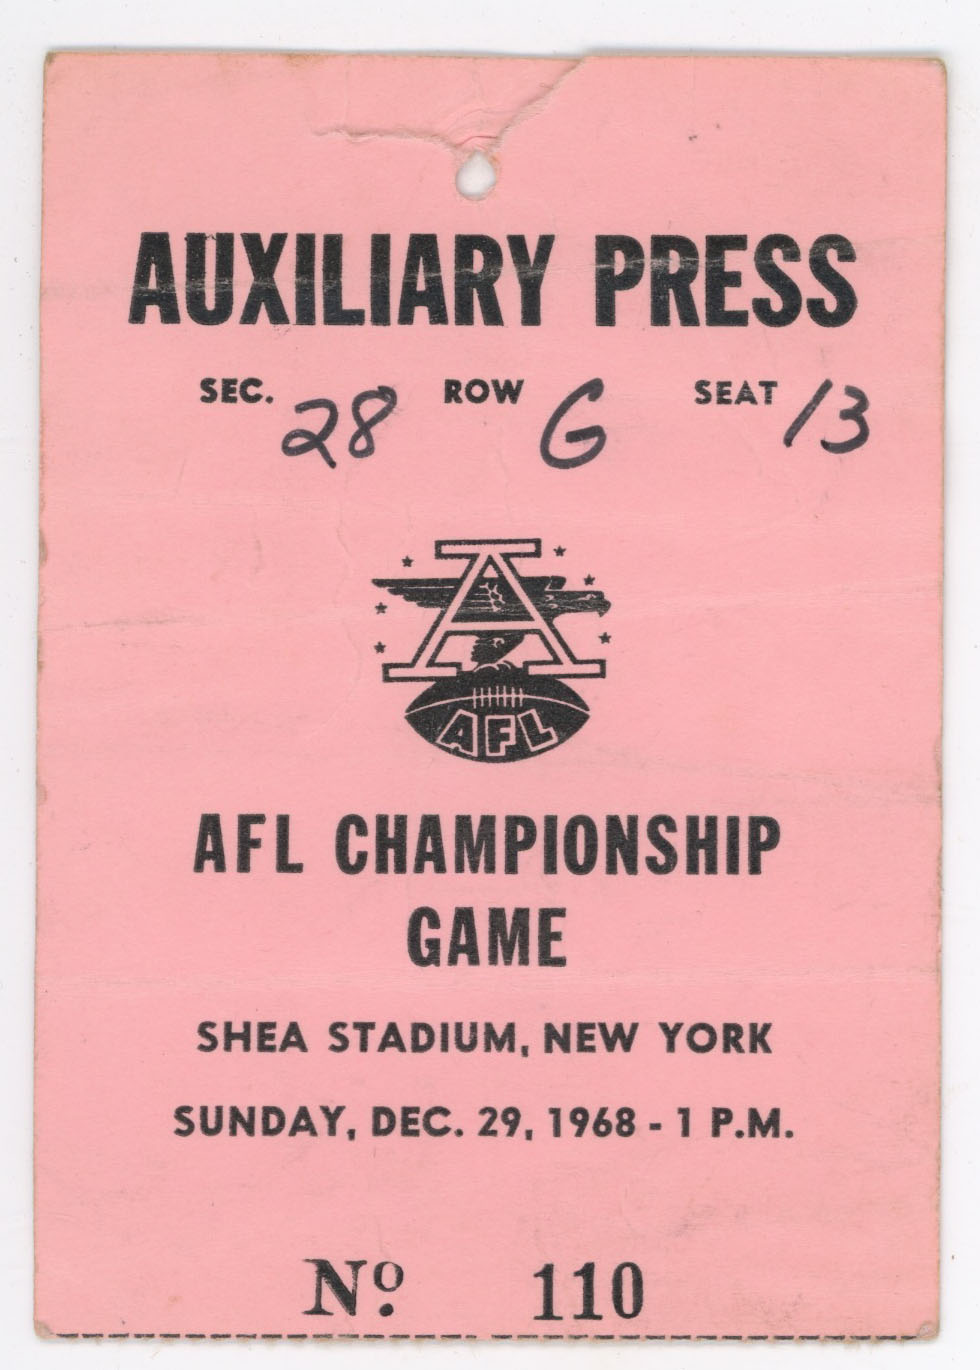 AUXILIARY PRESS
SEC. 28 ROW G SEAT 13
A
AFL
AFL CHAMPIONSHIP
GAME
SHEA STADIUM, NEW YORK
SUNDAY, DEC. 29, 1968 - 1 P.M.
Nº. 110